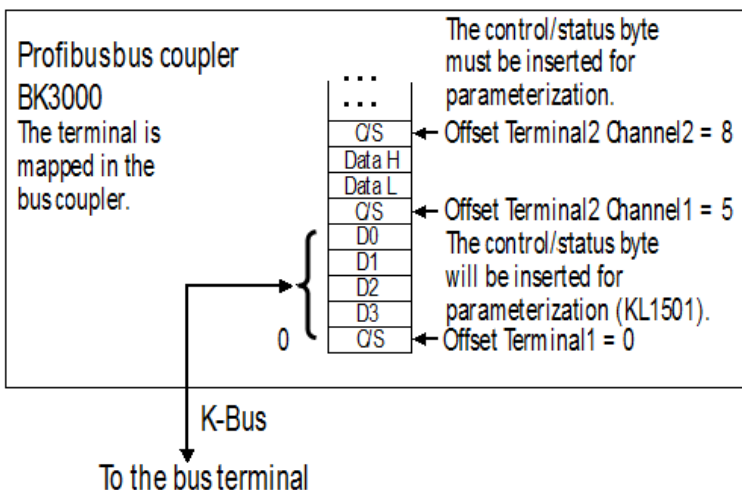 Profibusbus coupler
BK3000
The terminal is
mapped in the
bus coupler.
...
...
C/S
Data H
Data L
C/S
D0
D1
D2
D3
C/S
0
The control/status byte
must be inserted for
parameterization.
Offset Terminal2 Channel2 = 8
Offset Terminal2 Channel1 = 5
The control/status byte
will be inserted for
parameterization (KL1501).
Offset Terminal1 = 0
K-Bus
To the bus terminal